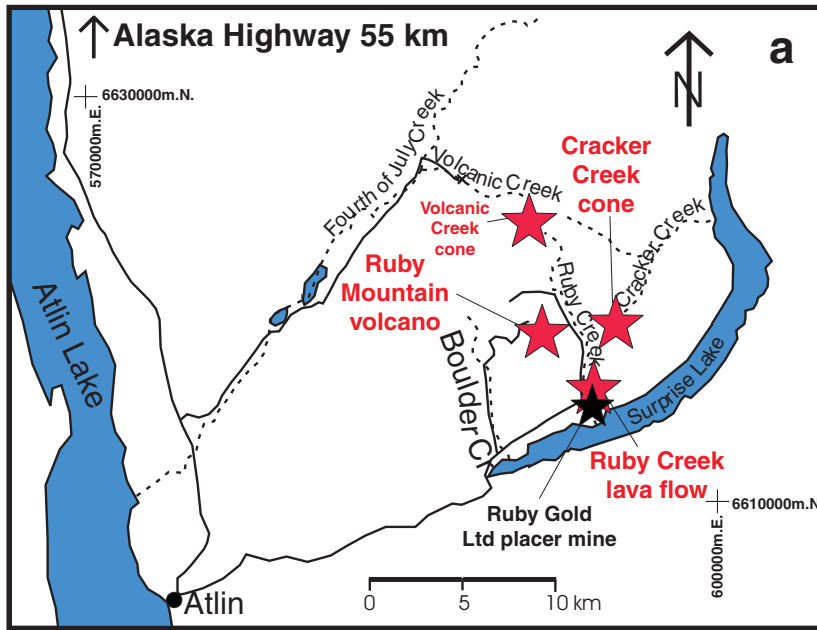 Alaska Highway 55 km
a
N
6630000m.N.
570000m.E.
Fourth of July Creek
Volcanic Creek
Cracker
Creek
cone
Volcanic
Creek
cone
Cracker Creek
Ruby
Mountain
volcano
Ruby Creek
Atlin Lake
Boulder C
Surprise Lake
Ruby Creek
lava flow
Ruby Gold
Ltd placer mine
6610000m.N
600000m.E.
Atlin
0 5 10 km